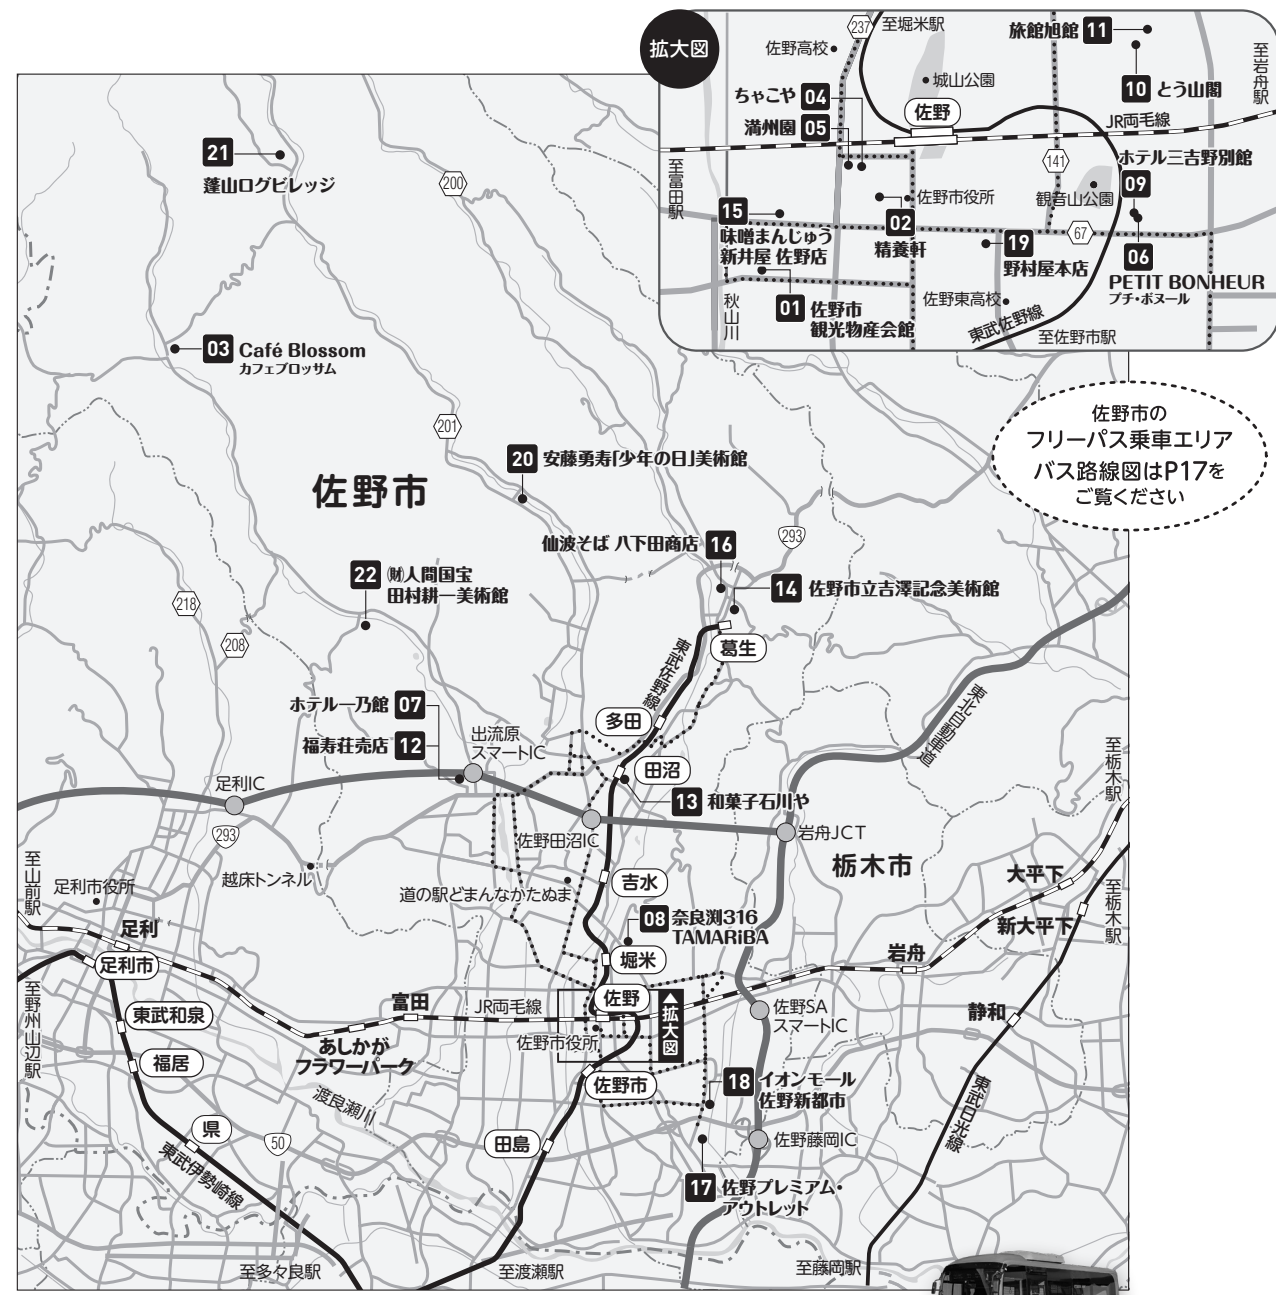 拡大図
237
至堀米駅
佐野高校
城山公園
旅館旭館 11
10 とう山閣
至岩舟駅
ちゃこや 04
満州園 05
佐野
JR両毛線
至富田駅
141
ホテル三吉野別館
09
観音山公園
佐野市役所
02
精養軒
15
味噌まんじゅう
新井屋 佐野店
67
19
野村屋本店
06
PETIT BONHEUR
プチ・ボヌール
秋山川
01 佐野市
観光物産会館
佐野東高校
東武佐野線
至佐野市駅
佐野市の
フリーパス乗車エリア
バス路線図はP17を
ご覧ください
21
蓬山ログビレッジ
200
03 Café Blossom
カフェブロッサム
201
佐野市
20 安藤勇寿「少年の日」美術館
仙波そば 八下田商店 16
293
14 佐野市立吉澤記念美術館
22 ㈶人間国宝
田村耕一美術館
218
208
葛生
東武佐野線
多田
田沼
東北自動車道
ホテル一乃館 07
福寿荘売店 12
出流原
スマートIC
13 和菓子石川や
足利IC
293
佐野田沼IC
岩舟JCT
栃木市
至栃木駅
至山前駅
足利市役所
越床トンネル
道の駅どまんなかたぬま
吉水
大平下
新大平下
至栃木駅
08 奈良渕316
TAMARiBA
足利
足利市
堀米
岩舟
至野州山辺駅
東武和泉
富田
JR両毛線
佐野
▲拡大図
佐野SA
スマートIC
静和
福居
あしかが
フラワーパーク
佐野市役所
佐野市
18 イオンモール
佐野新都市
渡良瀬川
県
50
東武伊勢崎線
田島
佐野藤岡IC
東武日光線
17 佐野プレミアム・
アウトレット
至多々良駅
至渡瀬駅
至藤岡駅